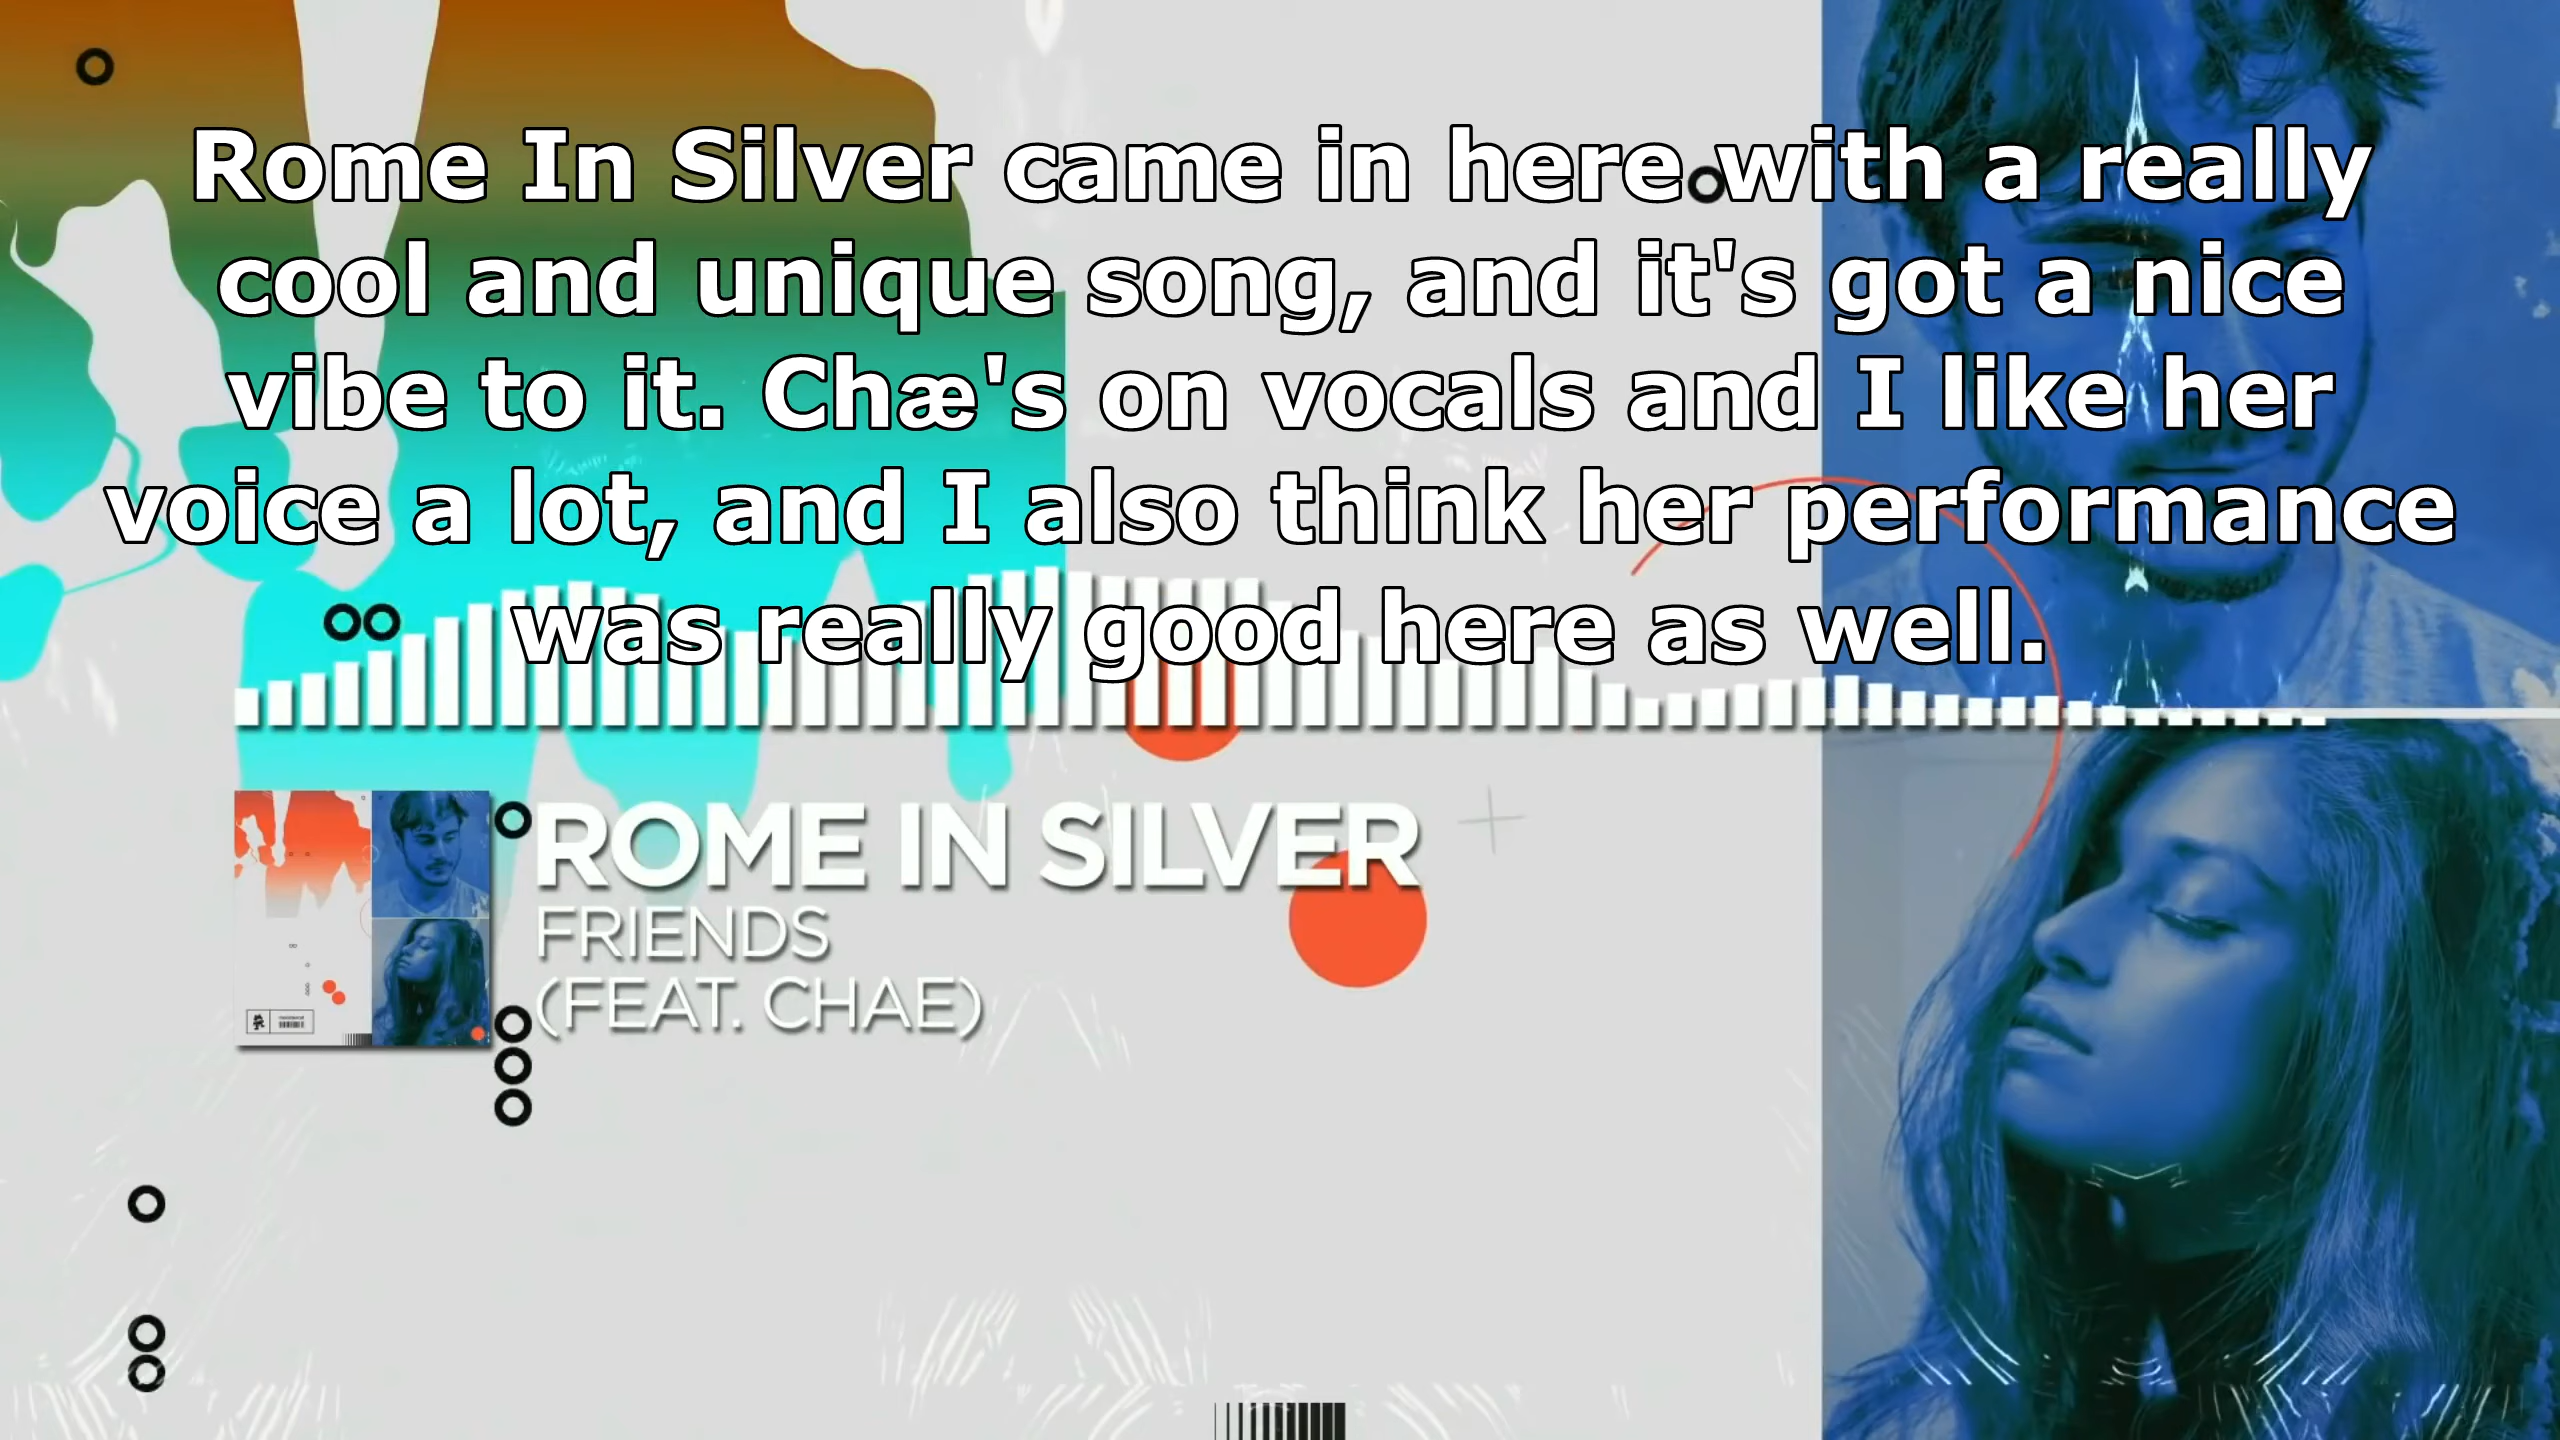 Rome In Silver came in here with a really
cool and unique song, and it's got a nice
vibe to it. Chæ's on vocals and I like her
voice a lot, and I also think her performance
was really good here as well.
ROME IN SILVER
FRIENDS
(FEAT. CHAE)